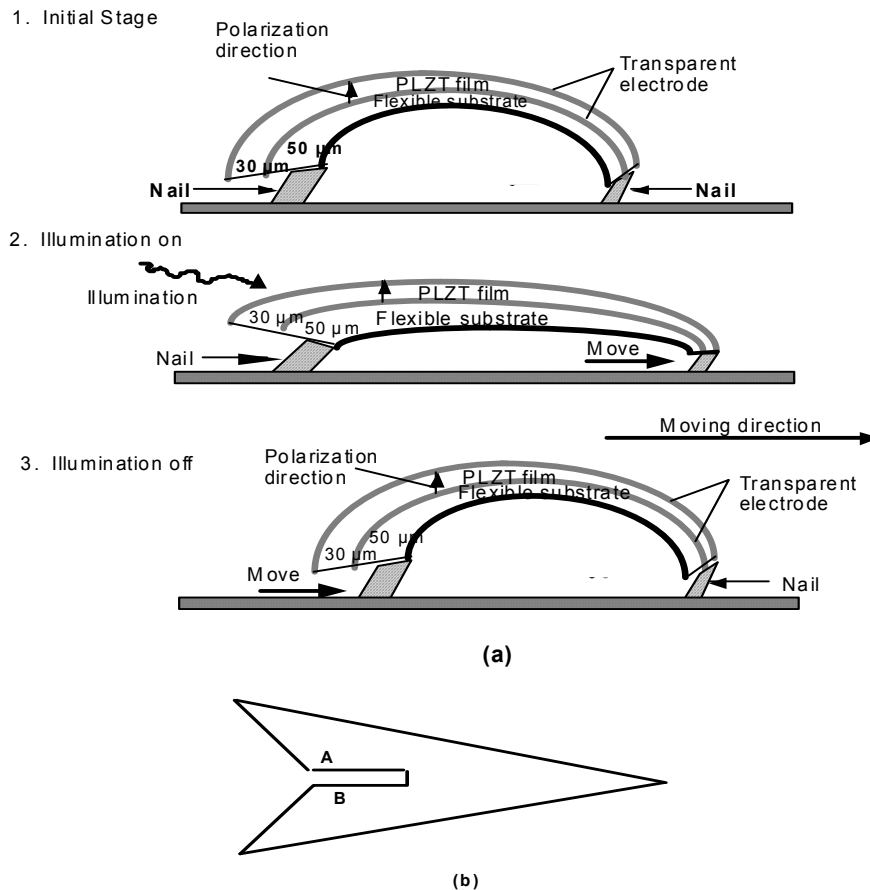 1. Initial Stage
Polarization
direction
PLZT film
Flexible substrate
Transparent
electrode
50 µm
30 µm
Nail
Nail
2. Illumination on
Illumination
PLZT film
30 µm
50 µm
Flexible substrate
Nail
Move
Moving direction
3. Illumination off
Polarization
direction
PLZT film
Flexible substrate
Transparent
electrode
50 µm
30 µm
Move
Nail
(a)
A
B
(b)